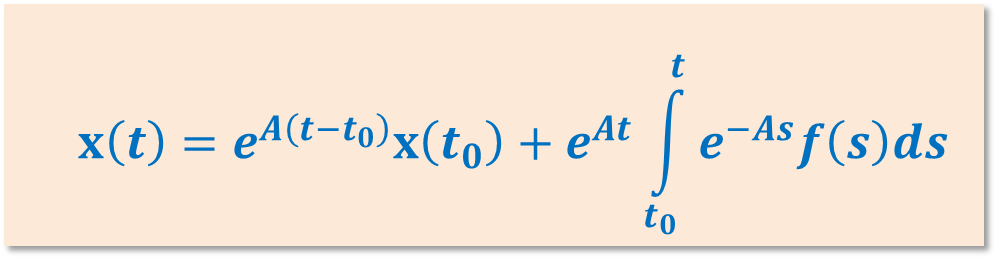 x(t) = e^{A(t−t_0)}x(t_0) + e^{At} ∫_{t_0}^{t} e^{−As}f(s)ds